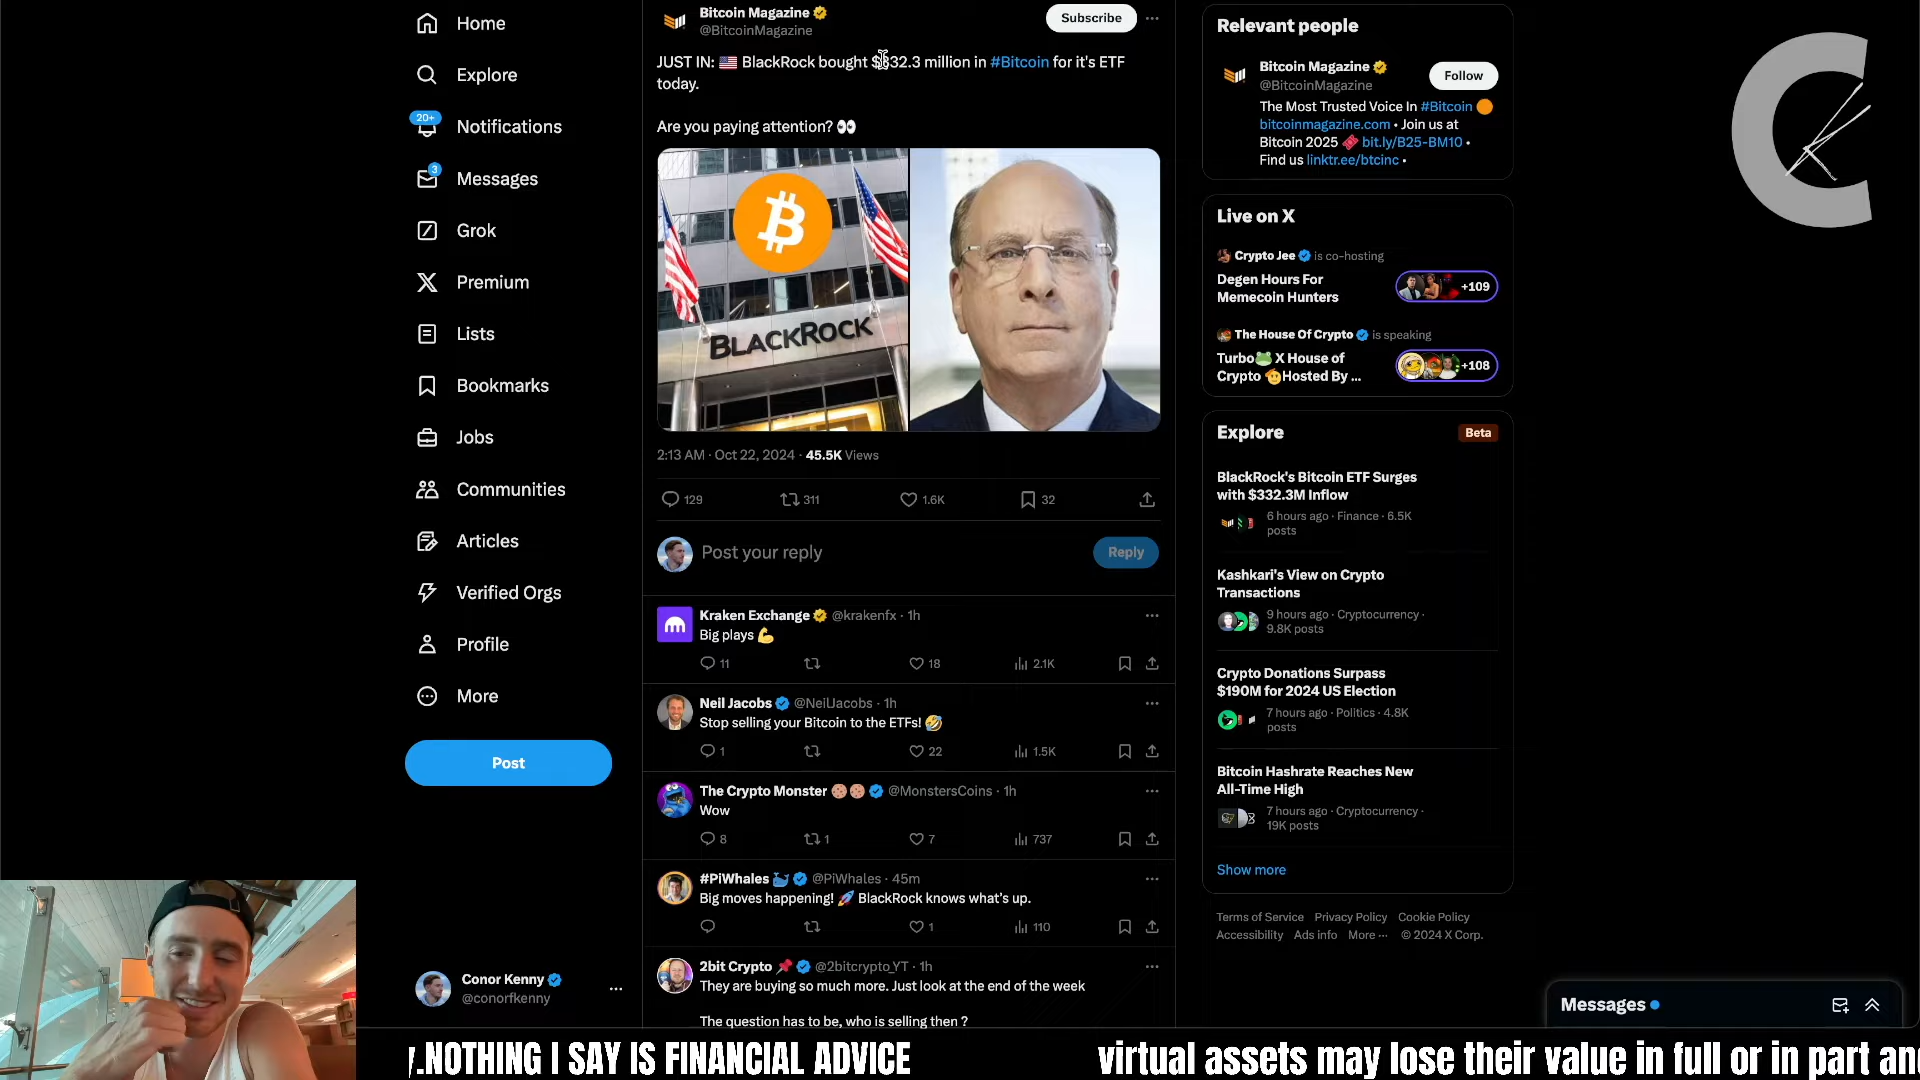 Home
Explore
20+
Notifications
3
Messages
Grok
Premium
Lists
Bookmarks
Jobs
Communities
Articles
Verified Orgs
Profile
More
Post
Conor Kenny
@conorfkenny
Bitcoin Magazine
@BitcoinMagazine
Subscribe
JUST IN: 🇺🇸 BlackRock bought $332.3 million in #Bitcoin for it's ETF
today.
Are you paying attention? 👀
BLACKROCK
2:13 AM · Oct 22, 2024 · 45.5K Views
129 311 1.6K 32
Post your reply
Reply
Kraken Exchange @krakenfx · 1h
Big plays 💪
11 18 2.1K
Neil Jacobs @NeilJacobs · 1h
Stop selling your Bitcoin to the ETFs! 🤣
1 22 1.5K
The Crypto Monster 🍪🍪 @MonstersCoins · 1h
Wow
8 1 7 737
#PiWhales 🐳 @PiWhales · 45m
Big moves happening! 🚀 BlackRock knows what's up.
1 110
2bit Crypto 📌 @2bitcrypto_YT · 1h
They are buying so much more. Just look at the end of the week
The question has to be, who is selling then ?
Relevant people
Bitcoin Magazine
@BitcoinMagazine
Follow
The Most Trusted Voice In #Bitcoin 🟠
bitcoinmagazine.com • Join us at
Bitcoin 2025 🎟️ bit.ly/B25-BM10 •
Find us linktr.ee/btcinc •
Live on X
Crypto Jee is co-hosting
Degen Hours For
Memecoin Hunters
+109
The House Of Crypto is speaking
Turbo🐸 X House of
Crypto 🤠Hosted By ...
+108
Explore
Beta
BlackRock's Bitcoin ETF Surges
with $332.3M Inflow
6 hours ago · Finance · 6.5K
posts
Kashkari's View on Crypto
Transactions
9 hours ago · Cryptocurrency ·
9.8K posts
Crypto Donations Surpass
$190M for 2024 US Election
7 hours ago · Politics · 4.8K
posts
Bitcoin Hashrate Reaches New
All-Time High
7 hours ago · Cryptocurrency ·
19K posts
Show more
Terms of Service Privacy Policy Cookie Policy
Accessibility Ads info More ··· © 2024 X Corp.
Messages
.NOTHING I SAY IS FINANCIAL ADVICE virtual assets may lose their value in full or in part and